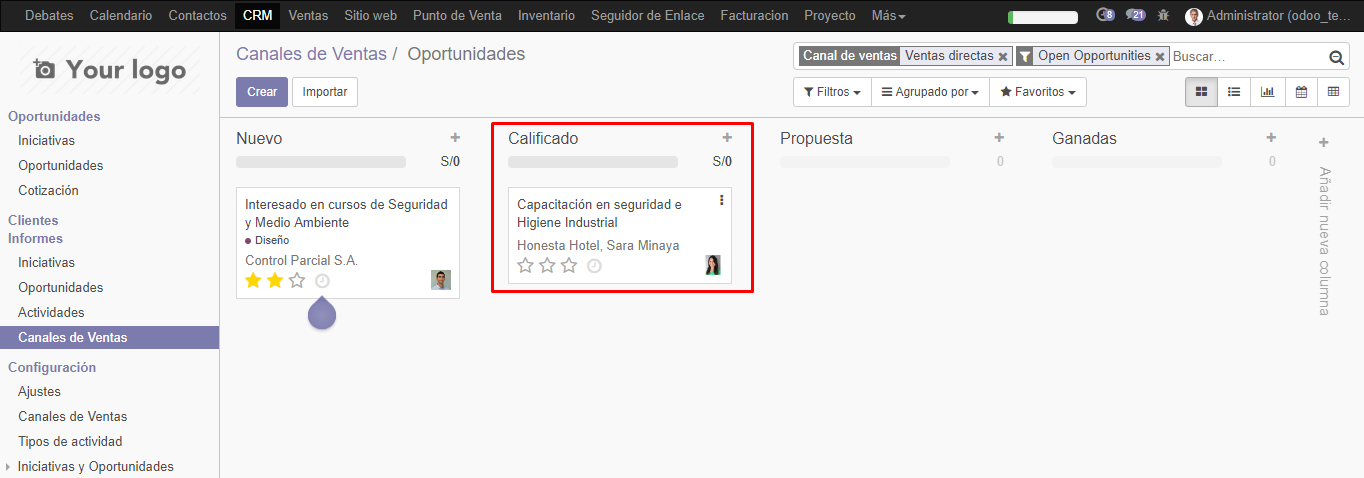 Debates Calendario Contactos CRM Ventas Sitio web Punto de Venta Inventario Seguidor de Enlace Facturacion Proyecto Más 8 21 Administrator (odoo_te...
Your logo
Oportunidades
Iniciativas
Oportunidades
Cotización
Clientes
Informes
Iniciativas
Oportunidades
Actividades
Canales de Ventas
Configuración
Ajustes
Canales de Ventas
Tipos de actividad
Iniciativas y Oportunidades
Canales de Ventas / Oportunidades
Canal de ventas Ventas directas Open Opportunities Buscar...
Crear Importar
Filtros Agrupado por Favoritos
Nuevo
S/0
Interesado en cursos de Seguridad
y Medio Ambiente
Diseño
Control Parcial S.A.
Calificado
S/0
Capacitación en seguridad e
Higiene Industrial
Honesta Hotel, Sara Minaya
Propuesta
0
Ganadas
0
Añadir nueva columna